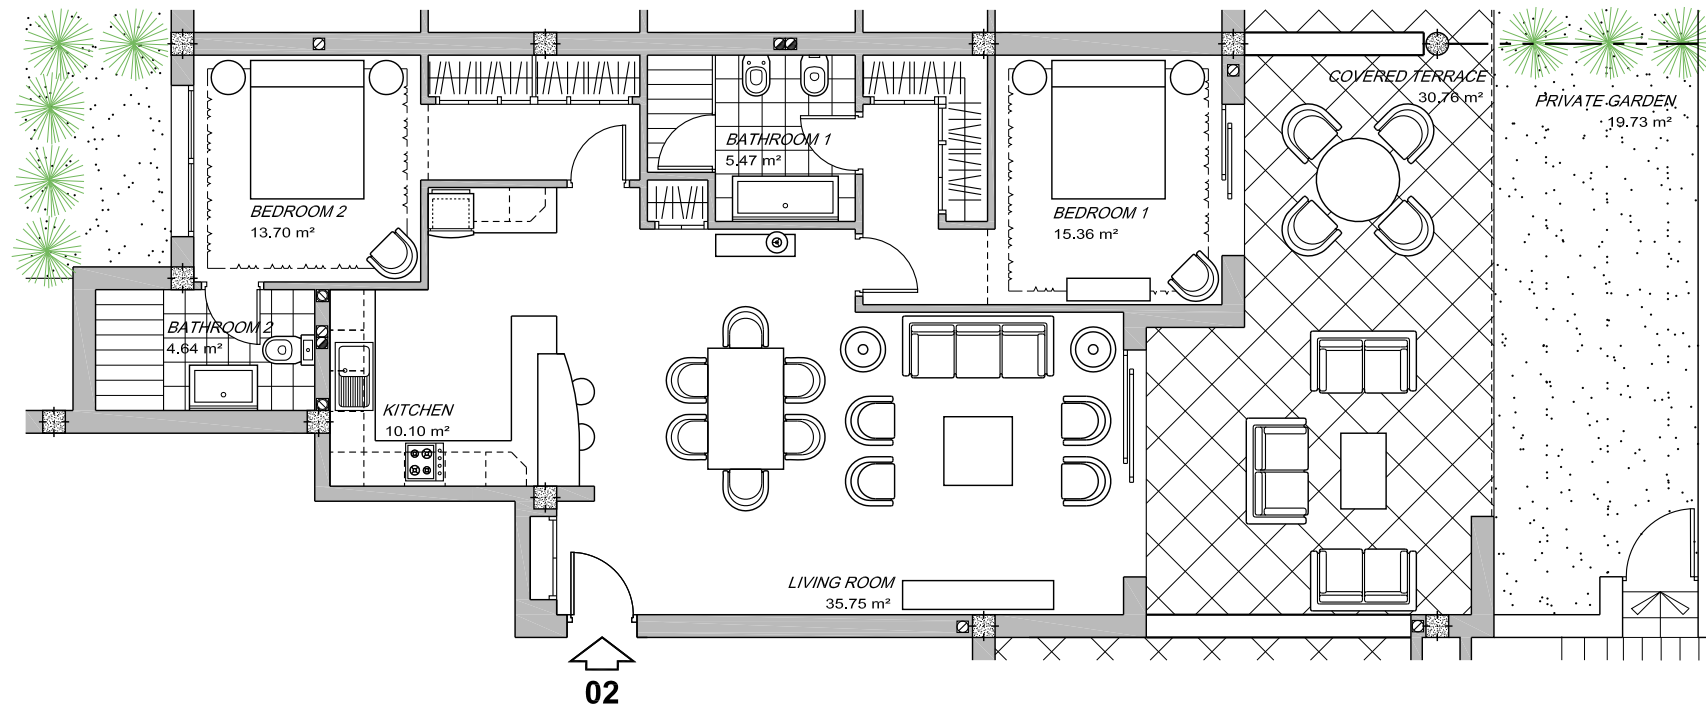 COVERED TERRACE
30.76 m²
PRIVATE GARDEN
19.73 m²
BATHROOM 1
5.47 m²
BEDROOM 2
13.70 m²
BEDROOM 1
15.36 m²
BATHROOM 2
4.64 m²
KITCHEN
10.10 m²
LIVING ROOM
35.75 m²
02